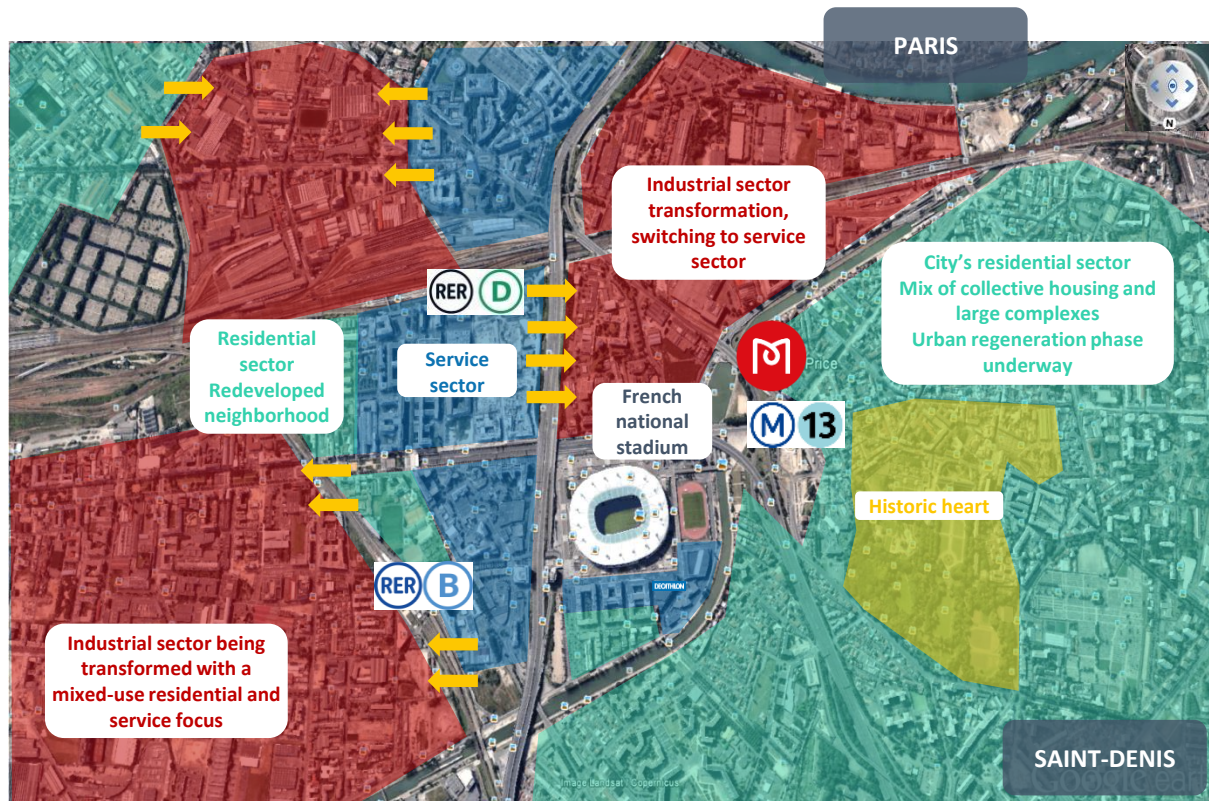 PARIS
N
Industrial sector
transformation,
switching to service
sector
City's residential sector
Mix of collective housing and
large complexes
Urban regeneration phase
underway
RER D
Residential
sector
Redeveloped
neighborhood
Service
sector
Price
M 13
French
national
stadium
Historic heart
RER B
DECATHLON
Industrial sector being
transformed with a
mixed-use residential and
service focus
SAINT-DENIS
Image Landsat / Copernicus